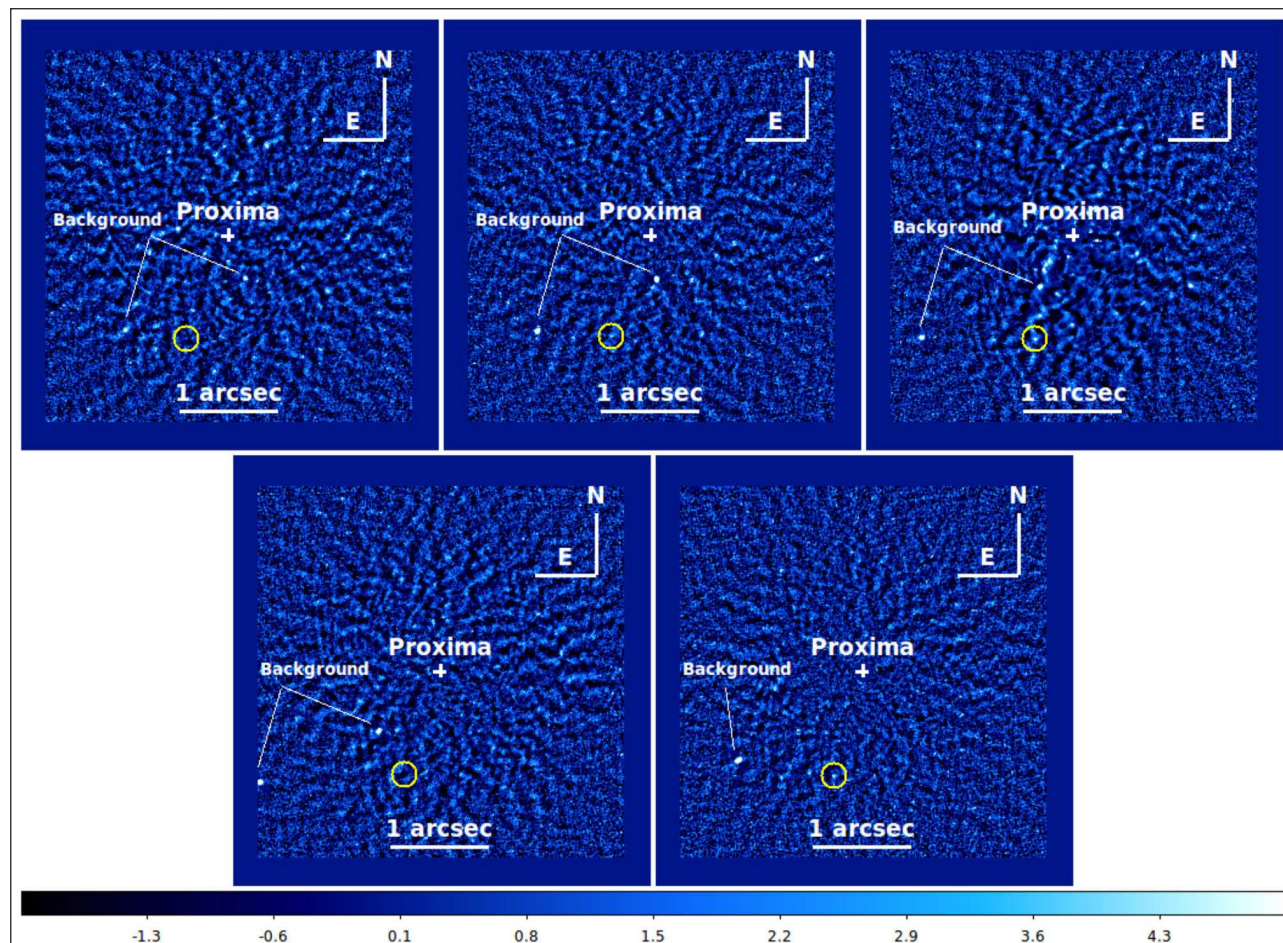 N
E
Proxima
Background
1 arcsec
N
E
Proxima
Background
1 arcsec
N
E
Proxima
Background
1 arcsec
N
E
Proxima
Background
1 arcsec
N
E
Proxima
Background
1 arcsec
-1.3 -0.6 0.1 0.8 1.5 2.2 2.9 3.6 4.3